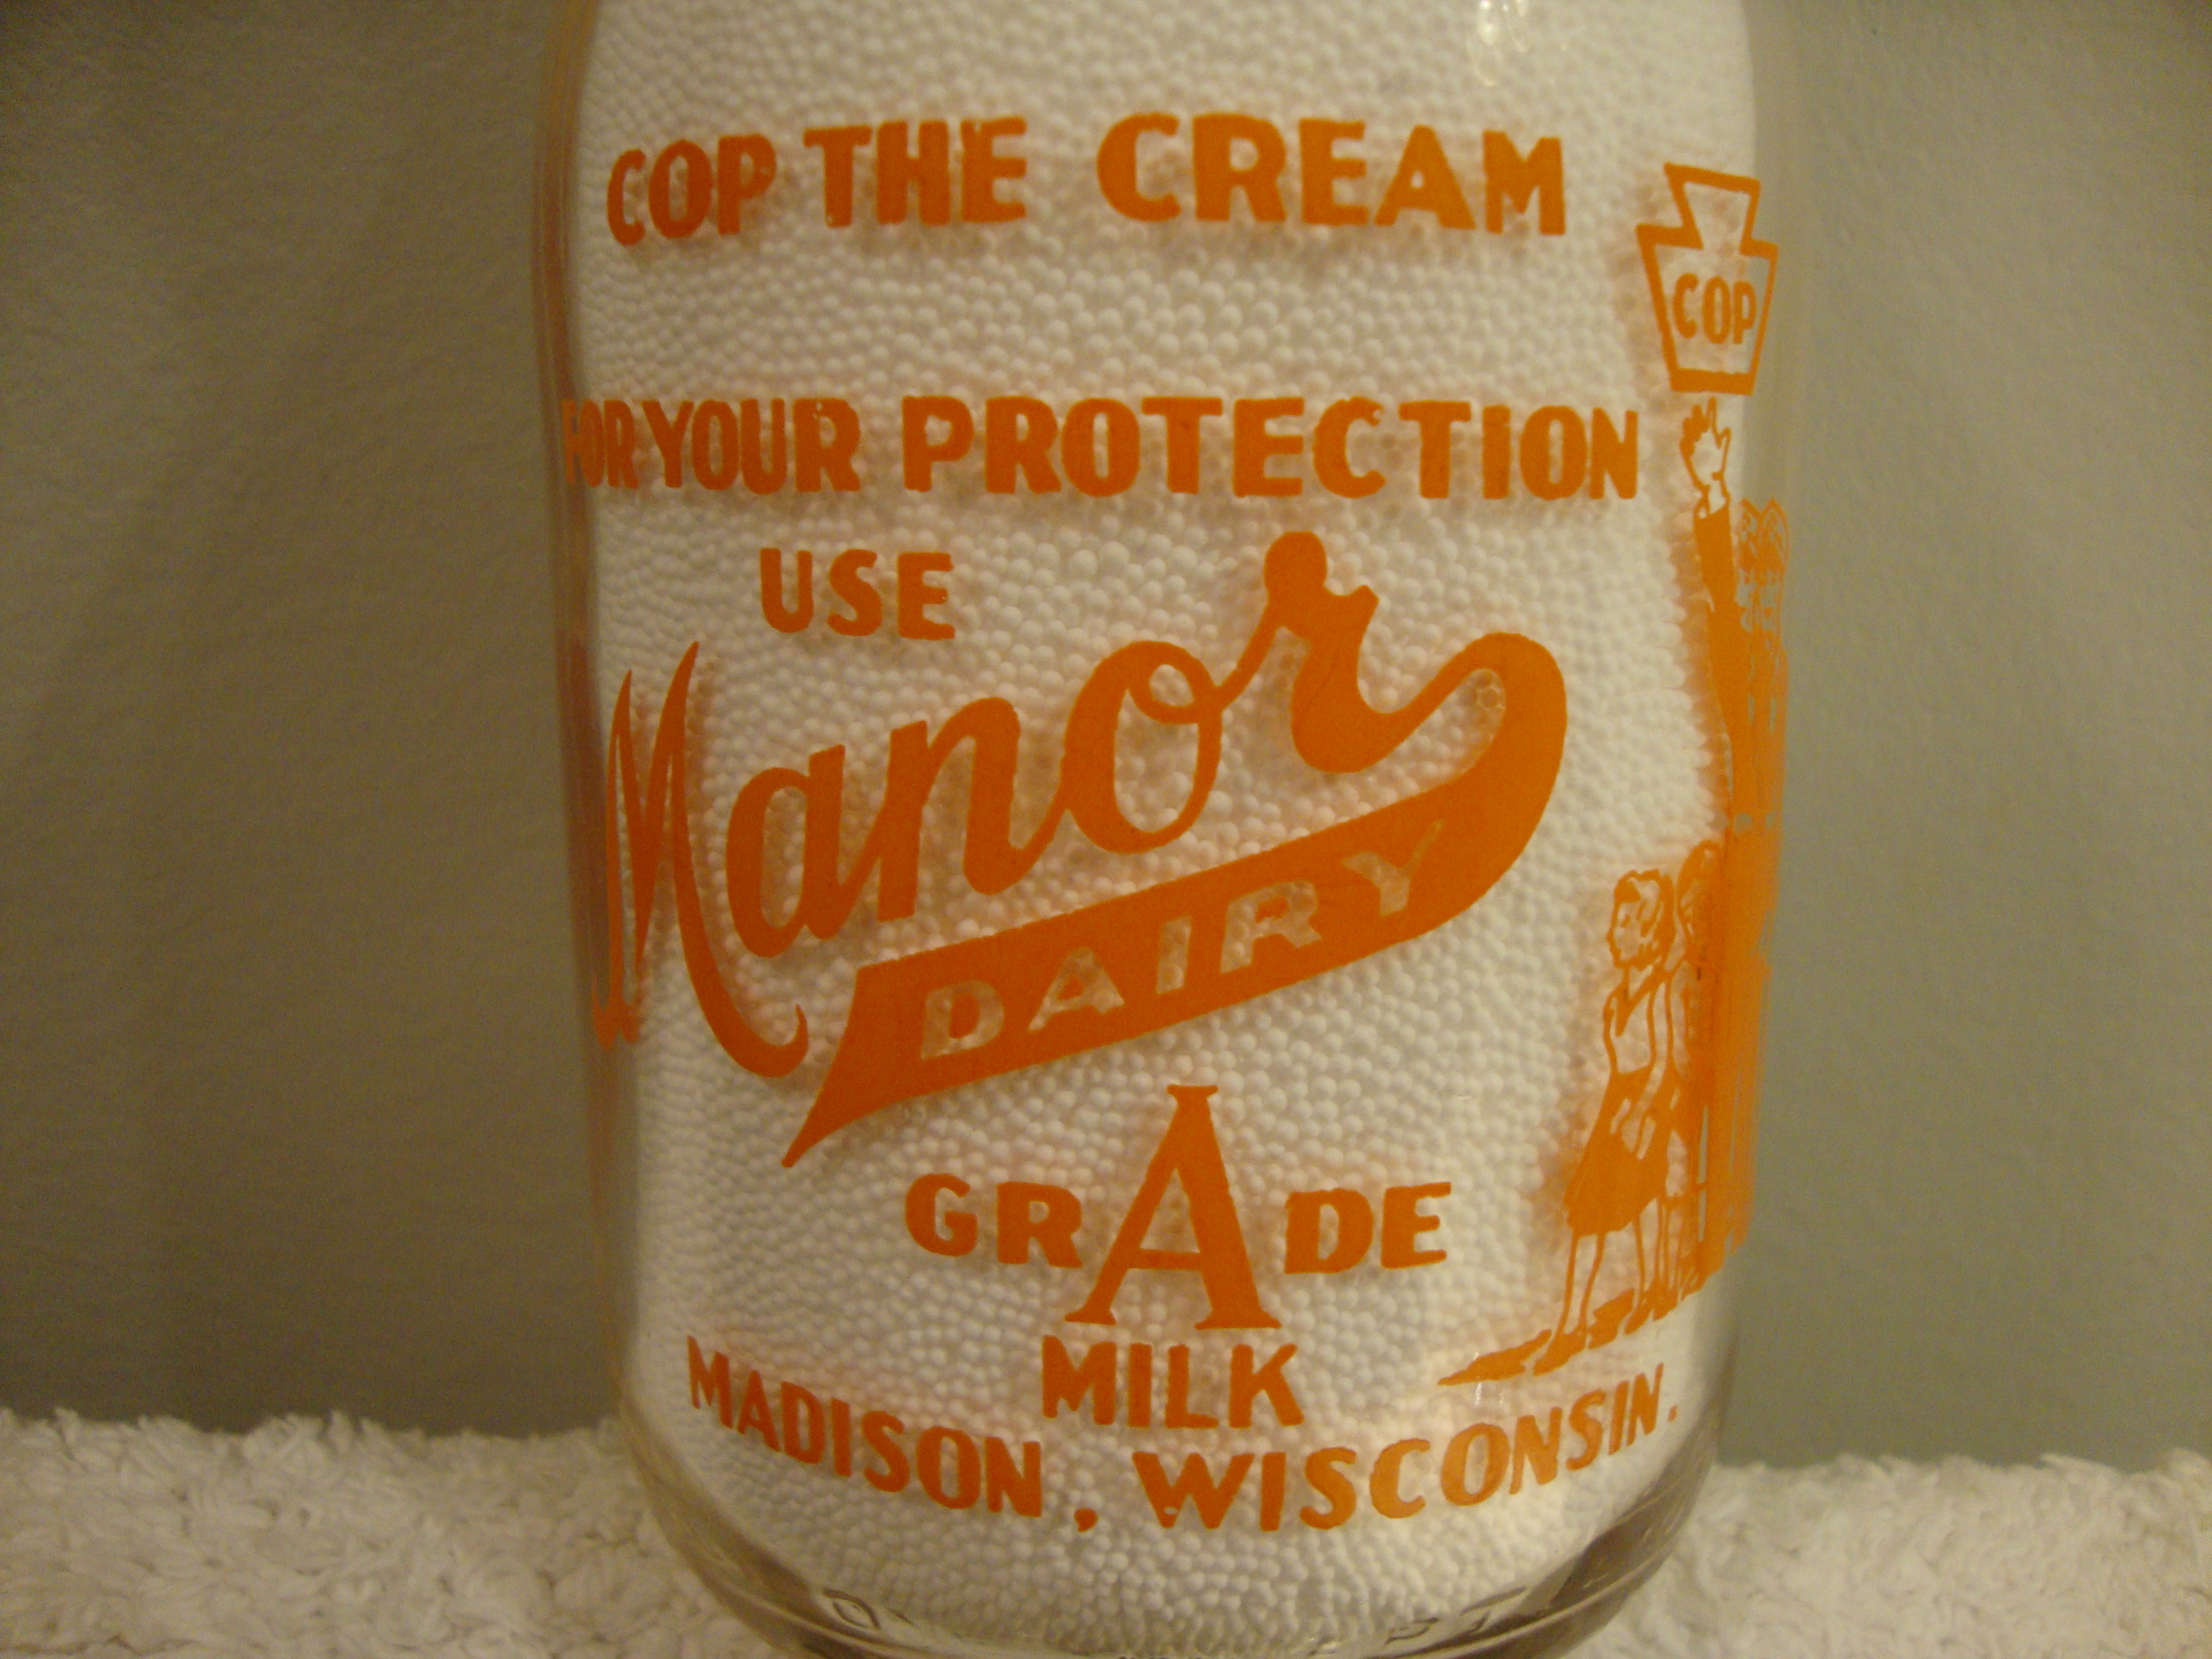 COP THE CREAM
COP
FOR YOUR PROTECTION
USE
Manor
DAIRY
GRADE
MILK
MADISON, WISCONSIN.